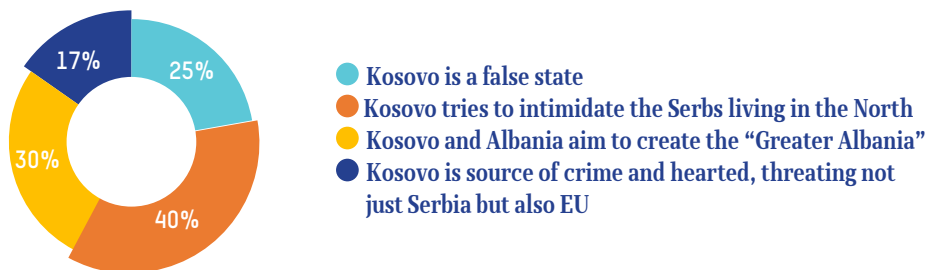 17%
25%
30%
40%
Kosovo is a false state
Kosovo tries to intimidate the Serbs living in the North
Kosovo and Albania aim to create the “Greater Albania”
Kosovo is source of crime and hearted, threating not
just Serbia but also EU